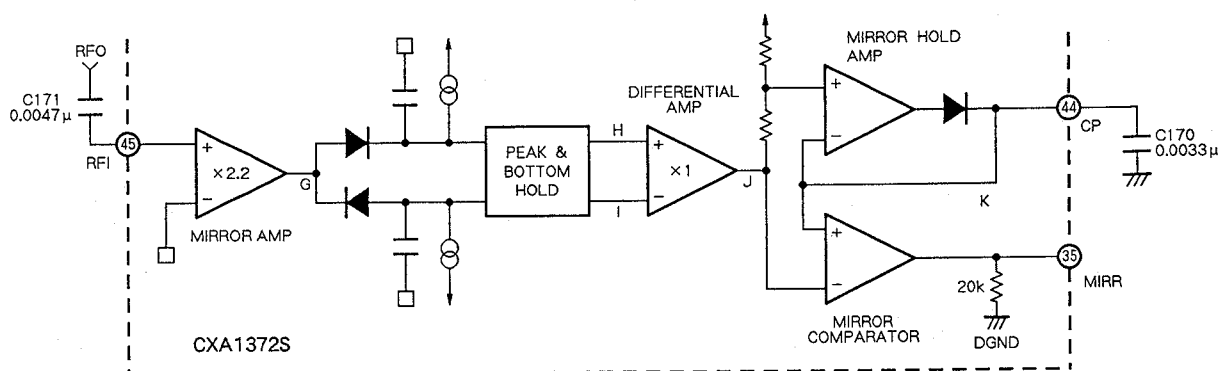 RFO
C171
0.0047μ
45
RFI
+
×2.2
−
MIRROR AMP
G
PEAK &
BOTTOM
HOLD
H
I
DIFFERENTIAL
AMP
+
×1
−
J
MIRROR HOLD
AMP
+
−
K
44
CP
C170
0.0033μ
+
−
MIRROR
COMPARATOR
35
MIRR
20k
DGND
CXA1372S